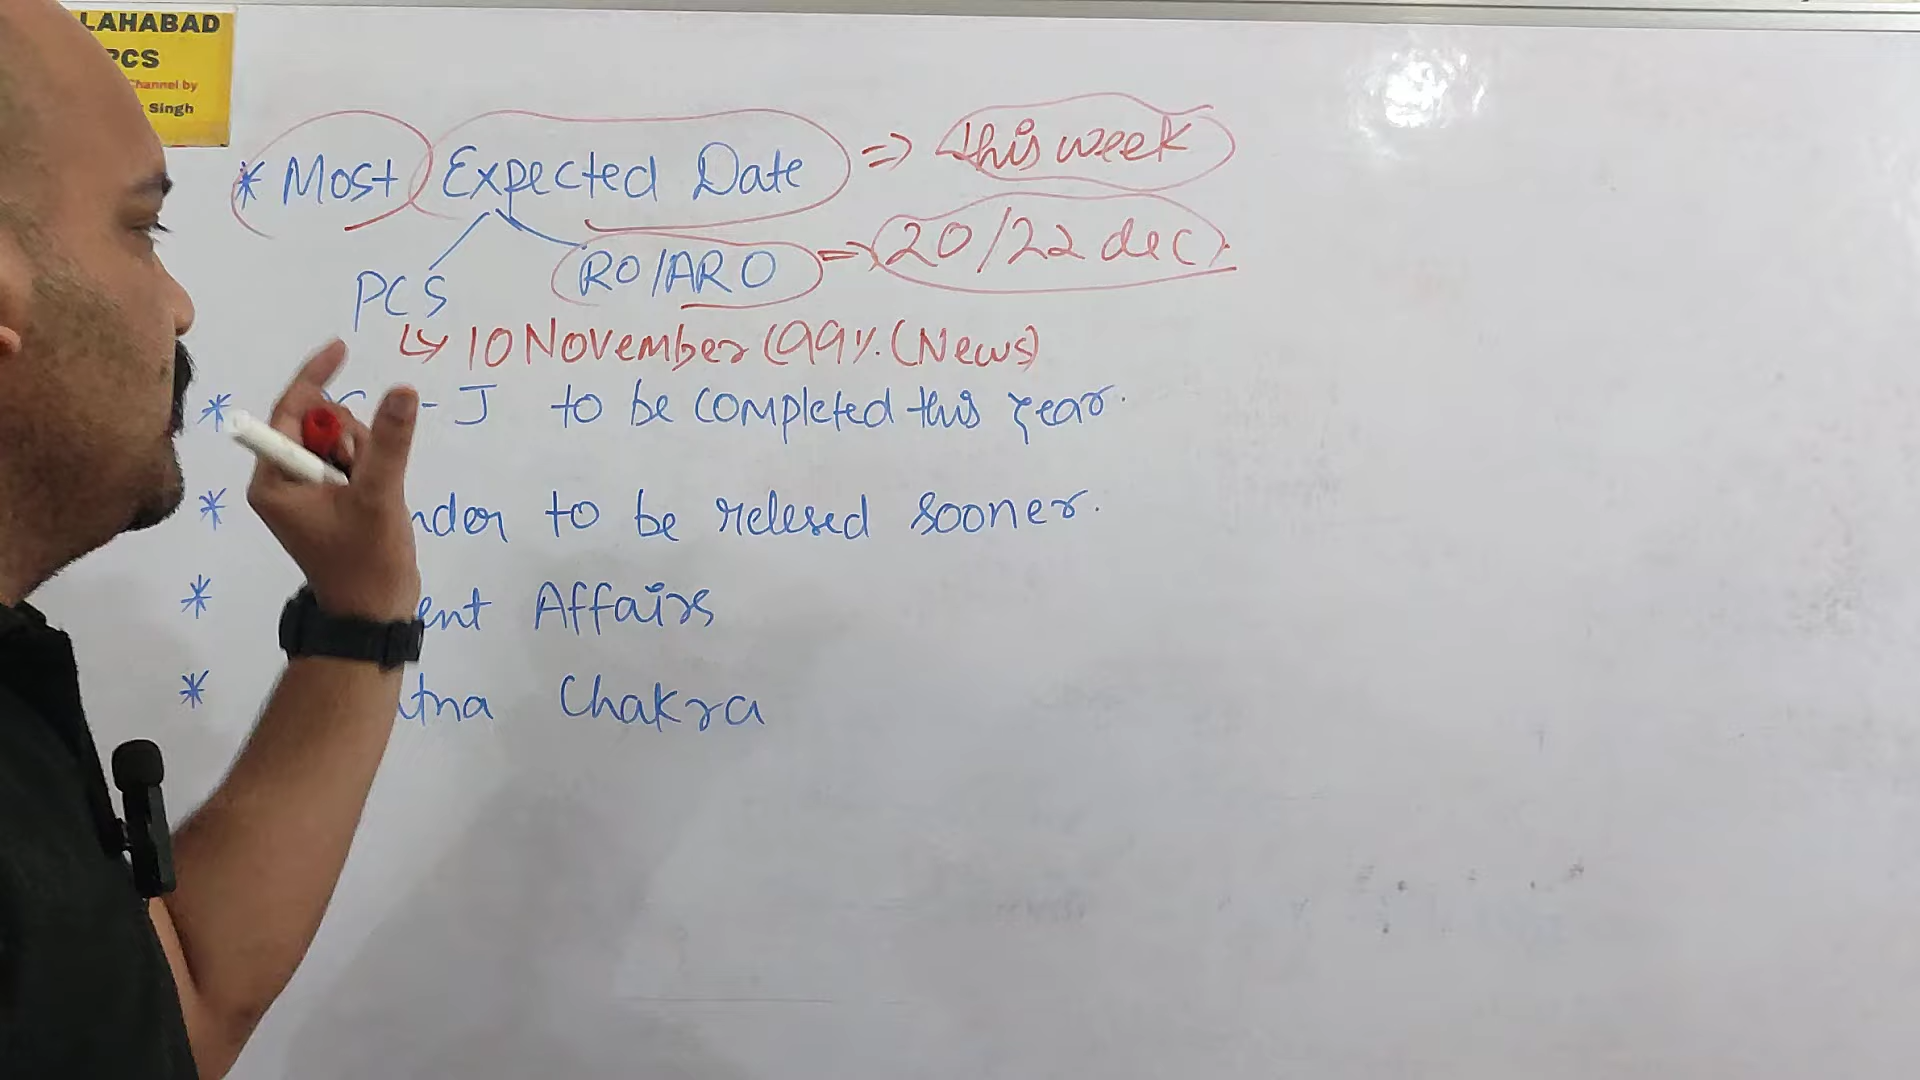 LAHABAD
PCS
Channel by
Singh
* Most Expected Date => this week
PCS RO/ARO => 20/22 dec.
↳ 10 November (99%. (News)
* - J to be completed this year.
* nder to be relesed sooner.
* ent Affairs
* tna Chakra